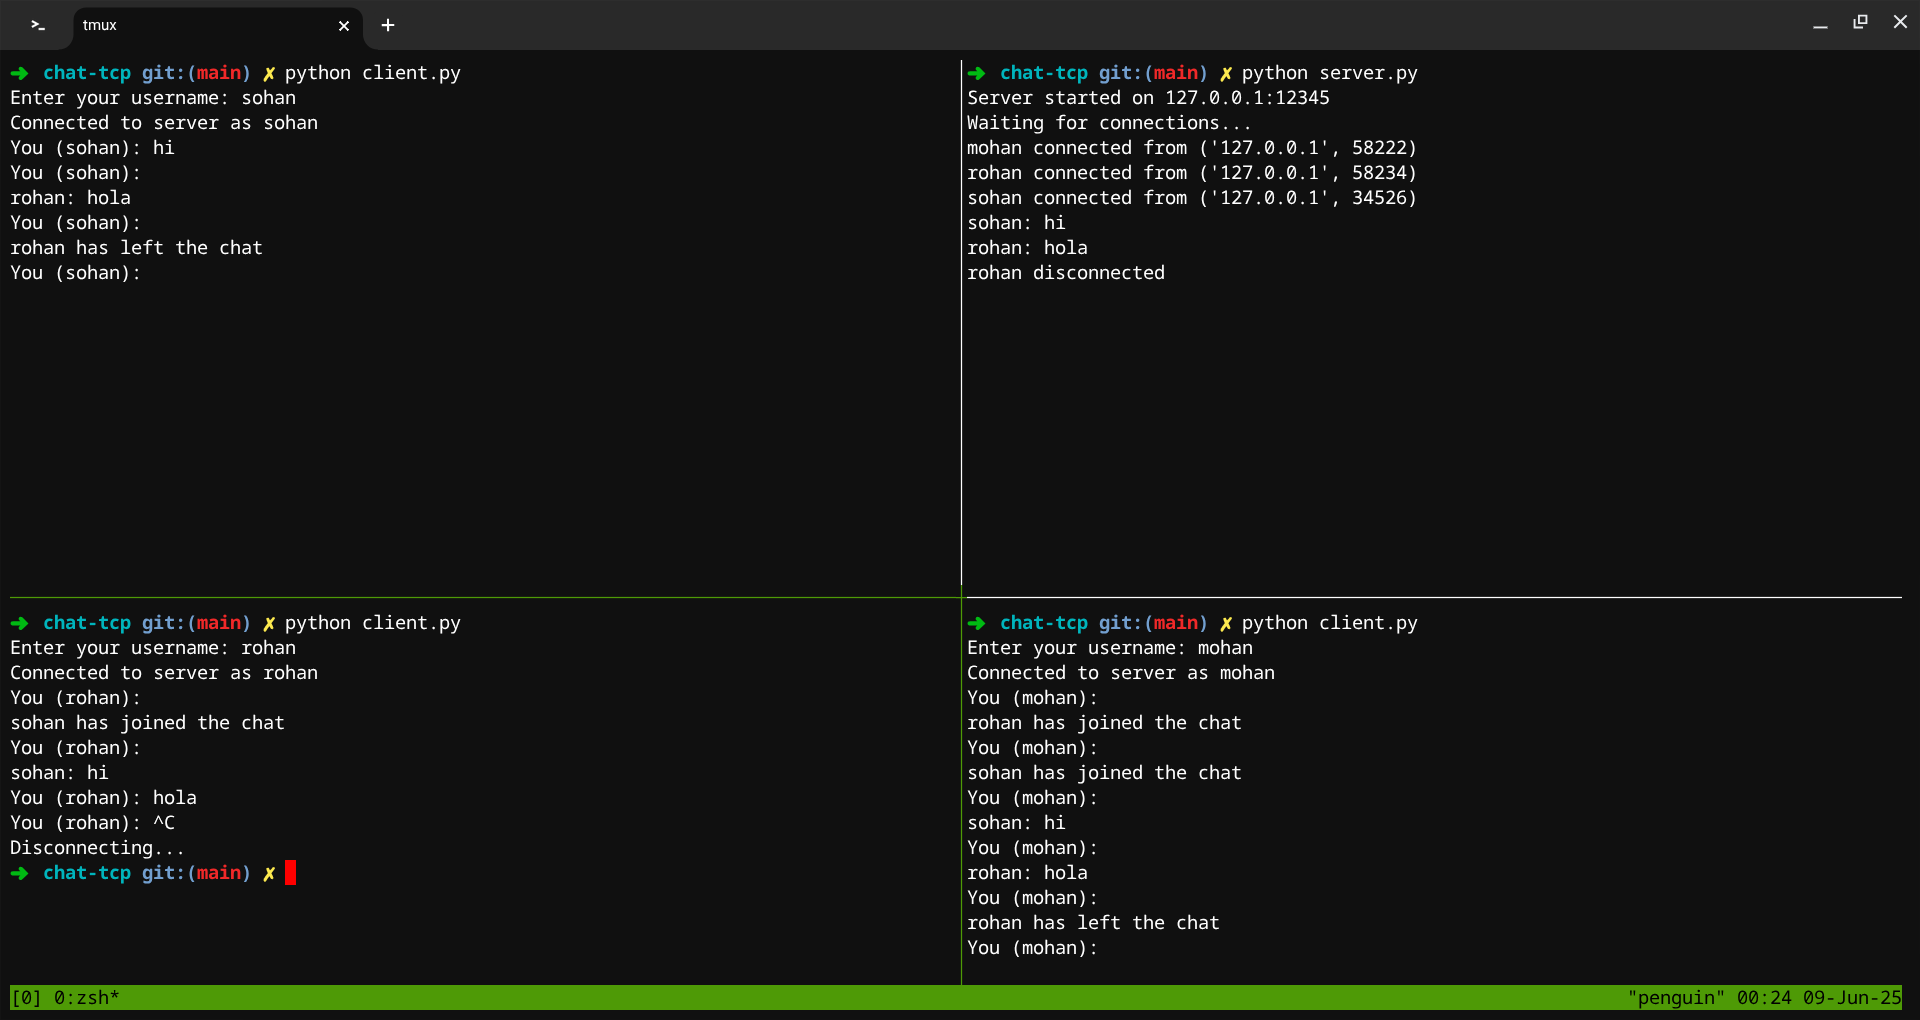 tmux
➜ chat-tcp git:(main) ✗ python client.py
Enter your username: sohan
Connected to server as sohan
You (sohan): hi
You (sohan):
rohan: hola
You (sohan):
rohan has left the chat
You (sohan):
➜ chat-tcp git:(main) ✗ python server.py
Server started on 127.0.0.1:12345
Waiting for connections...
mohan connected from ('127.0.0.1', 58222)
rohan connected from ('127.0.0.1', 58234)
sohan connected from ('127.0.0.1', 34526)
sohan: hi
rohan: hola
rohan disconnected
➜ chat-tcp git:(main) ✗ python client.py
Enter your username: rohan
Connected to server as rohan
You (rohan):
sohan has joined the chat
You (rohan):
sohan: hi
You (rohan): hola
You (rohan): ^C
Disconnecting...
➜ chat-tcp git:(main) ✗
➜ chat-tcp git:(main) ✗ python client.py
Enter your username: mohan
Connected to server as mohan
You (mohan):
rohan has joined the chat
You (mohan):
sohan has joined the chat
You (mohan):
sohan: hi
You (mohan):
rohan: hola
You (mohan):
rohan has left the chat
You (mohan):
[0] 0:zsh* "penguin" 00:24 09-Jun-25